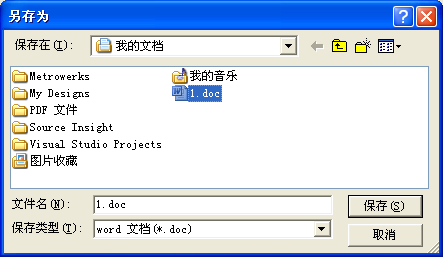 另存为
保存在(I):
我的文档
Metrowerks
My Designs
PDF 文件
Source Insight
Visual Studio Projects
图片收藏
我的音乐
1.doc
文件名(N):
1.doc
保存(S)
保存类型(T):
word 文档(*.doc)
取消